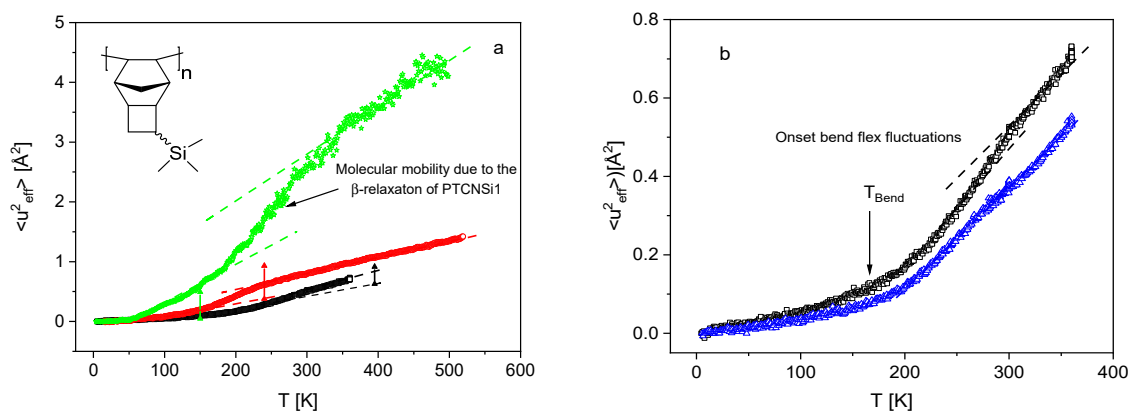 a
n
Si
Molecular mobility due to the
β-relaxaton of PTCNSi1
5
4
3
2
1
0
<u²eff> [Å²]
0 100 200 300 400 500 600
T [K]
b
Onset bend flex fluctuations
TBend
0.8
0.6
0.4
0.2
0.0
<u²eff>)[Å²]
0 100 200 300 400
T [K]